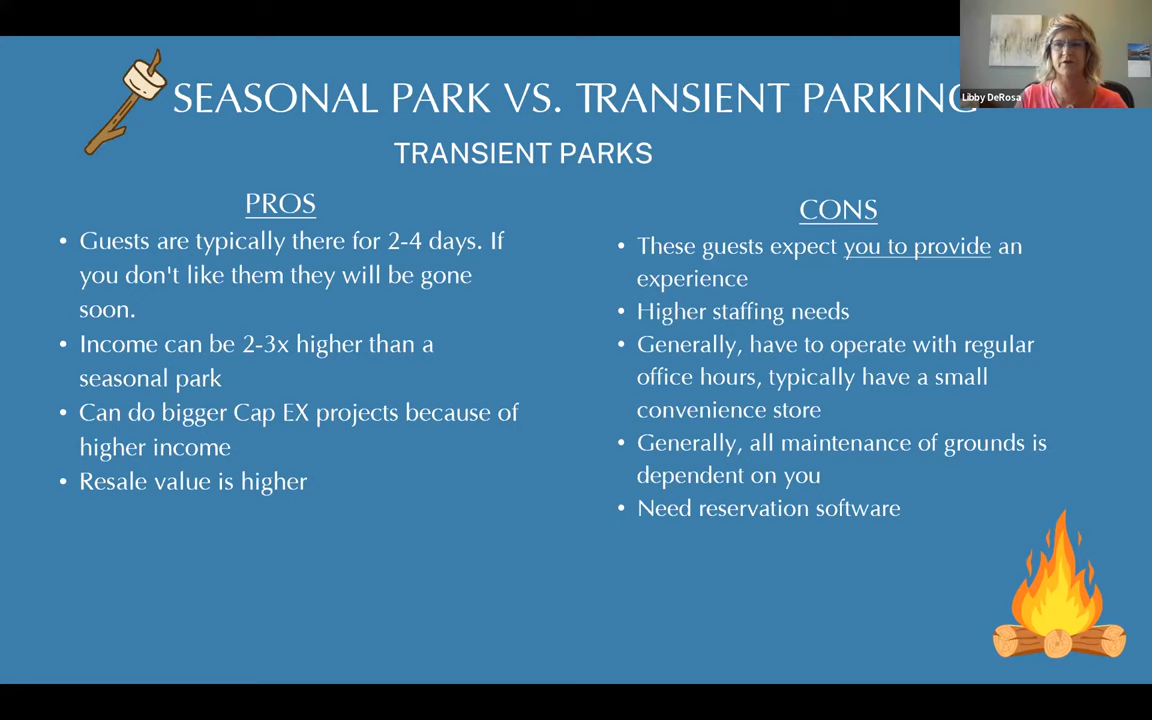 SEASONAL PARK VS. TRANSIENT PARKING
Libby DeRosa
TRANSIENT PARKS
PROS
• Guests are typically there for 2-4 days. If
you don't like them they will be gone
soon.
• Income can be 2-3x higher than a
seasonal park
• Can do bigger Cap EX projects because of
higher income
• Resale value is higher
CONS
• These guests expect you to provide an
experience
• Higher staffing needs
• Generally, have to operate with regular
office hours, typically have a small
convenience store
• Generally, all maintenance of grounds is
dependent on you
• Need reservation software